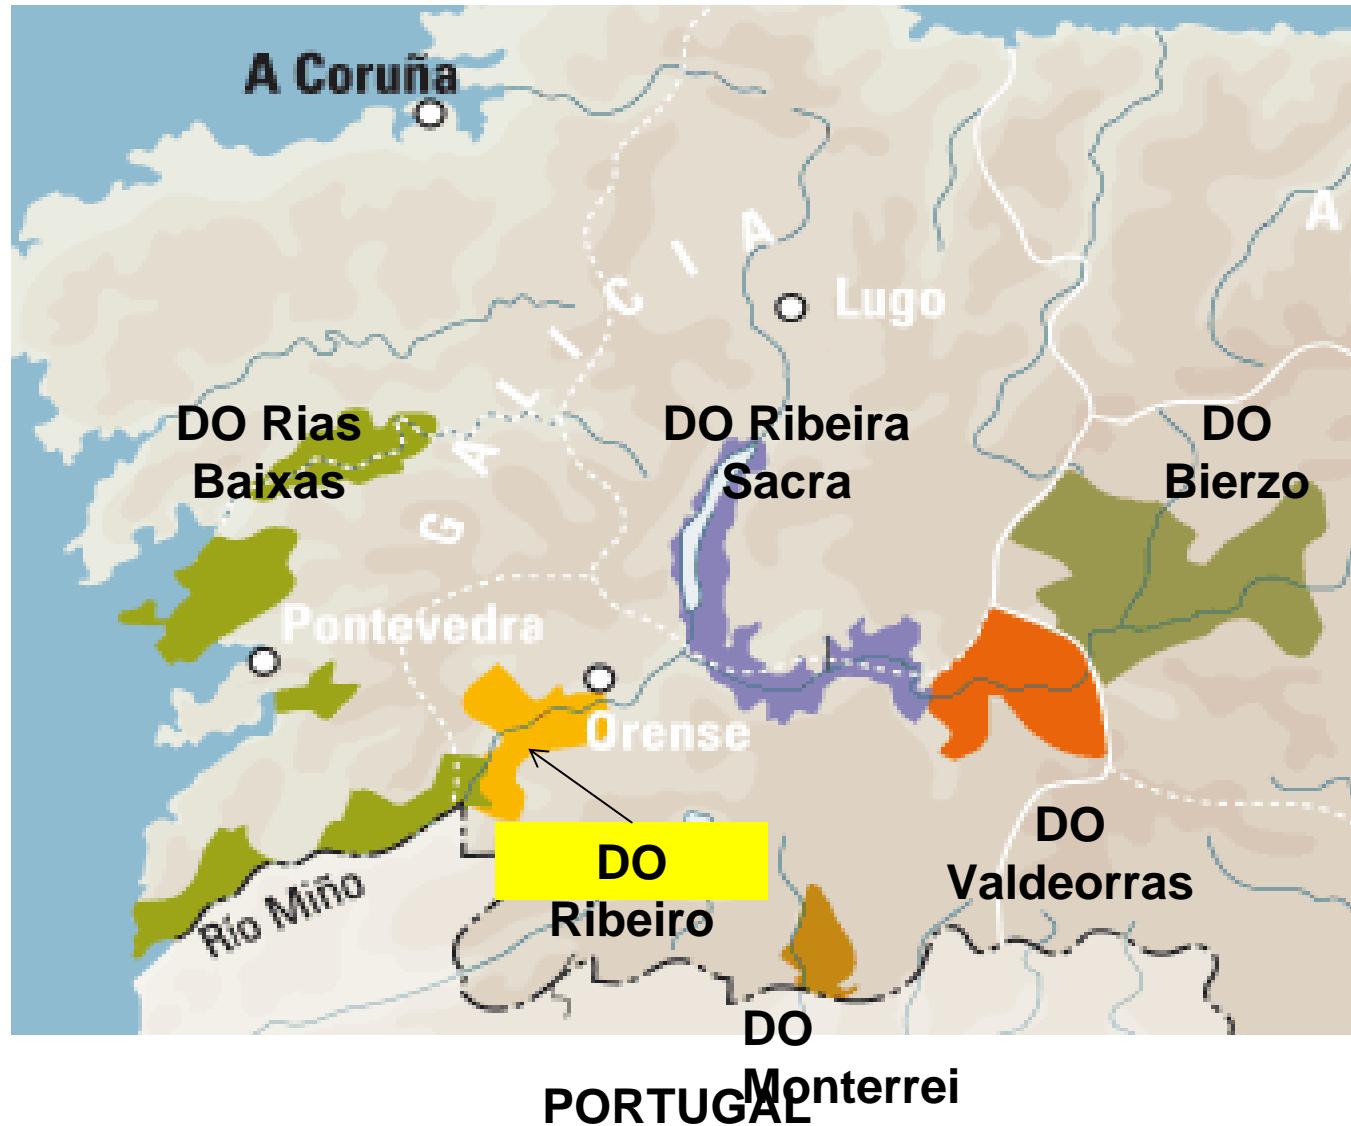 A Coruña
GALICIA
A
Lugo
DO Rias
Baixas
DO Ribeira
Sacra
DO
Bierzo
Pontevedra
Orense
DO
Valdeorras
DO
Ribeiro
Río Miño
DO
Monterrei
PORTUGAL